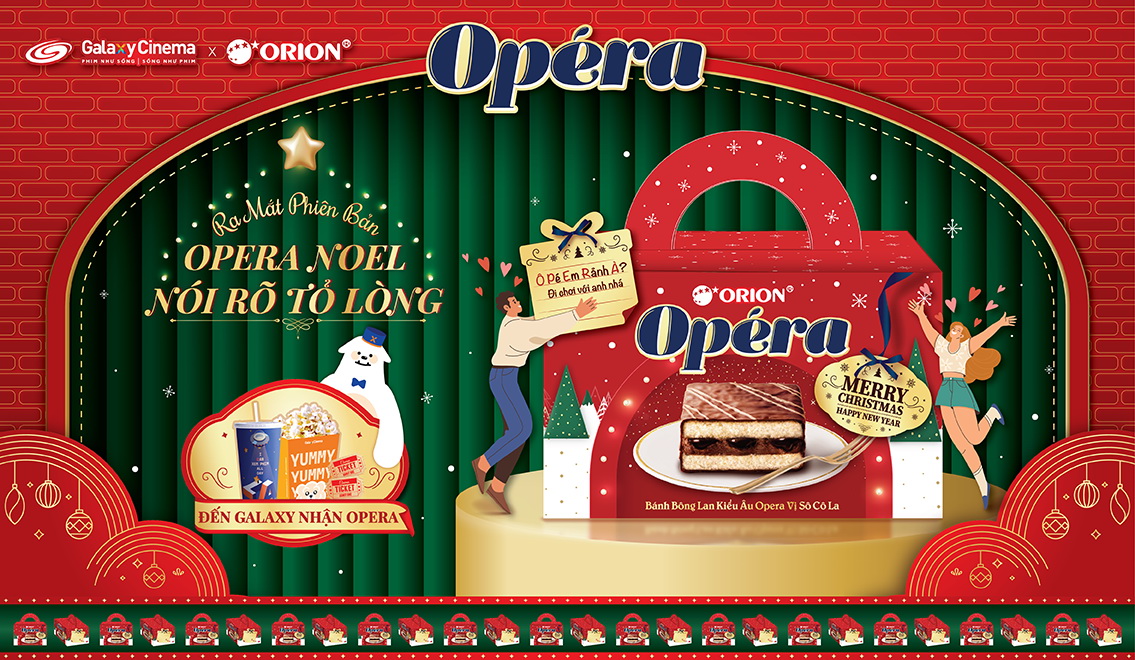 Galaxy Cinema
PHIM NHƯ SỐNG | SỐNG NHƯ PHIM
x
ORION®
Opéra
Ra Mắt Phiên Bản
OPERA NOEL
NÓI RÕ TỎ LÒNG
YUMMY
YUMMY
TICKET
TICKET
ĐẾN GALAXY NHẬN OPERA
Ô Pé Em Rảnh Á?
Đi chơi với anh nhá
ORION®
Opéra
MERRY
CHRISTMAS
HAPPY NEW YEAR
Bánh Bông Lan Kiểu Âu Opera Vị Sô Cô La